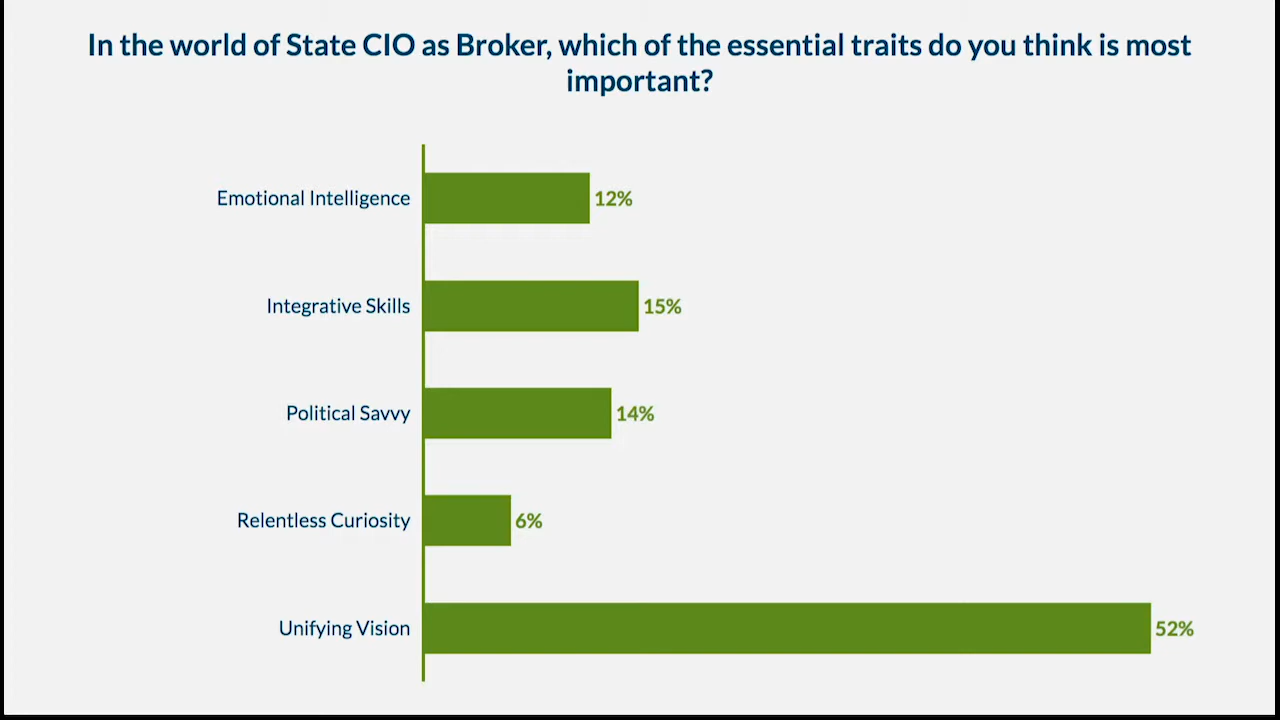 In the world of State CIO as Broker, which of the essential traits do you think is most
important?
Emotional Intelligence 12%
Integrative Skills 15%
Political Savvy 14%
Relentless Curiosity 6%
Unifying Vision 52%